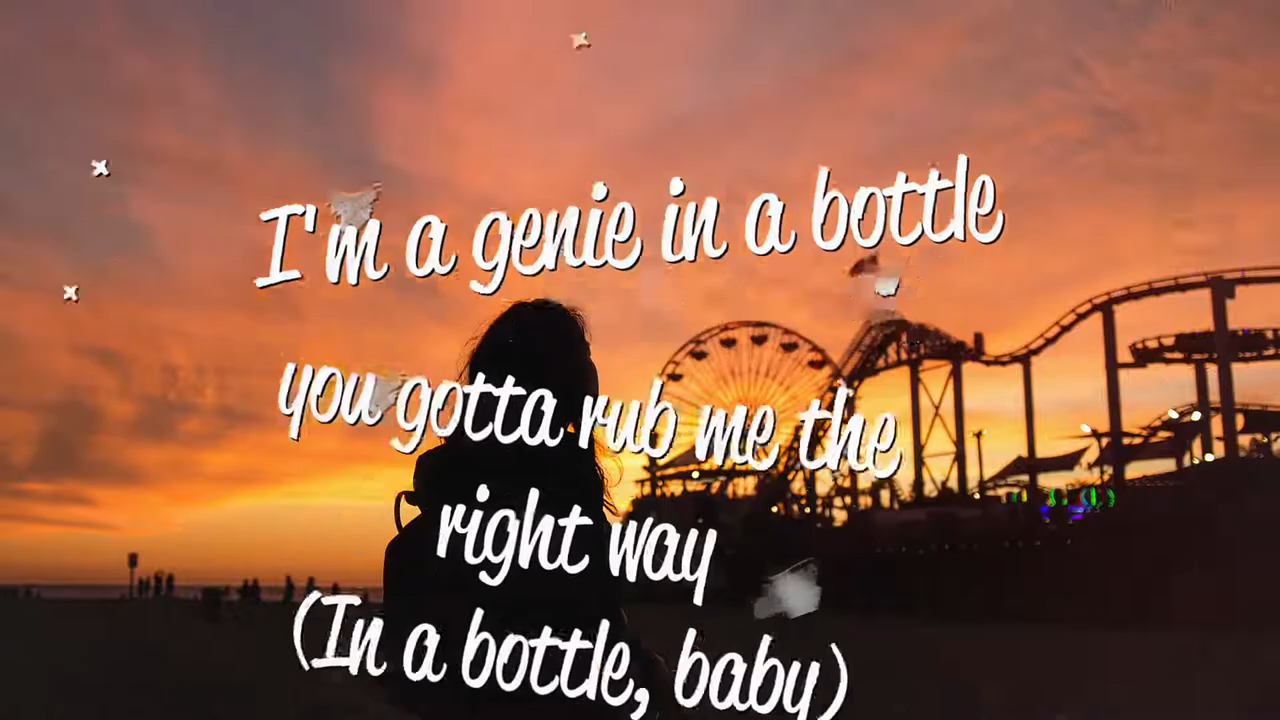 I'm a genie in a bottle
you gotta rub me the
right way
(In a bottle, baby)